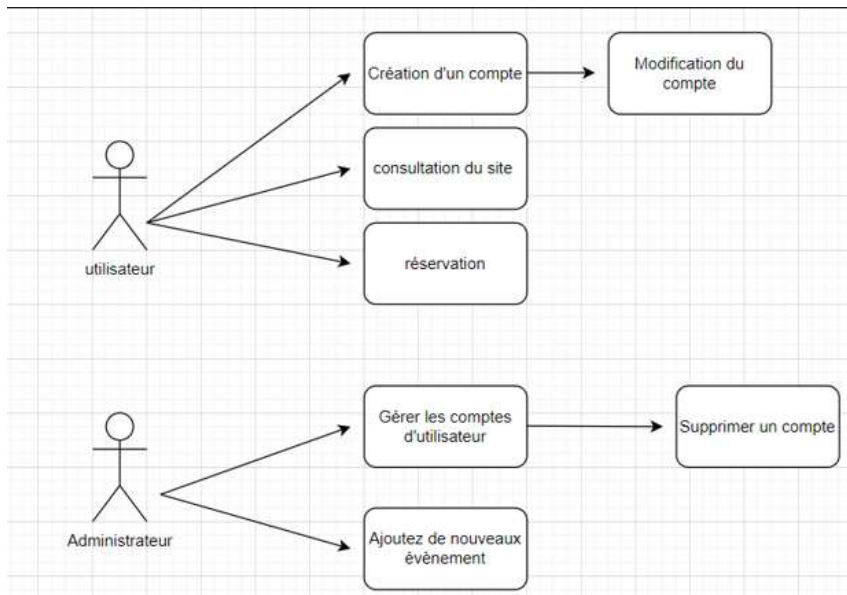 Création d'un compte
Modification du
compte
consultation du site
réservation
utilisateur
Gérer les comptes
d'utilisateur
Supprimer un compte
Ajoutez de nouveaux
évènement
Administrateur